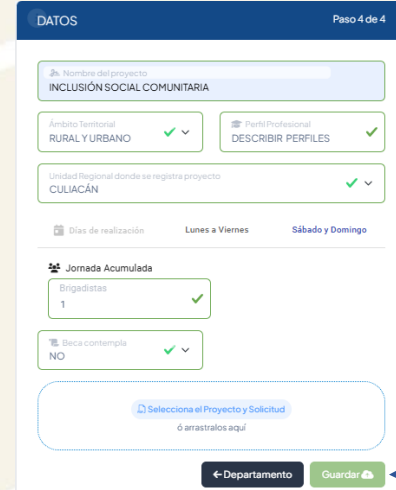 DATOS
Paso 4 de 4
Nombre del proyecto
INCLUSIÓN SOCIAL COMUNITARIA
Ámbito Territorial
RURAL Y URBANO
Perfil Profesional
DESCRIBIR PERFILES
Unidad Regional donde se registra proyecto
CULIACÁN
Días de realización
Lunes a Viernes
Sábado y Domingo
Jornada Acumulada
Brigadistas
1
Beca contempla
NO
Selecciona el Proyecto y Solicitud
ó arrastralos aquí
Departamento
Guardar